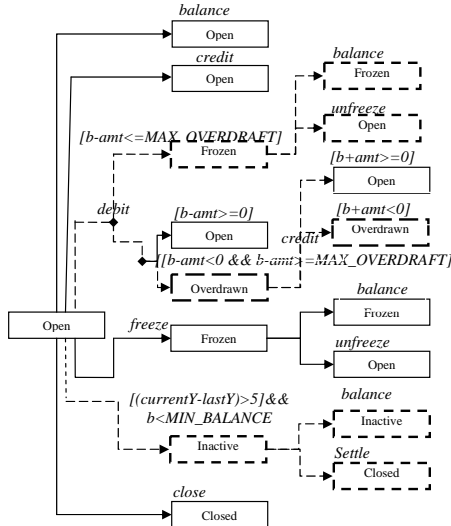 balance
Open
credit
Open
balance
Frozen
unfreeze
Open
[b-amt<=MAX_OVERDRAFT]
Frozen
[b+amt>=0]
Open
debit
[b-amt>=0]
Open
[b+amt<0]
Overdrawn
credit
[[b-amt<0 && b-amt>=MAX_OVERDRAFT]
Overdrawn
Open
freeze
Frozen
balance
Frozen
unfreeze
Open
[(currentY-lastY)>5]&&
b<MIN_BALANCE
Inactive
balance
Inactive
Settle
Closed
close
Closed